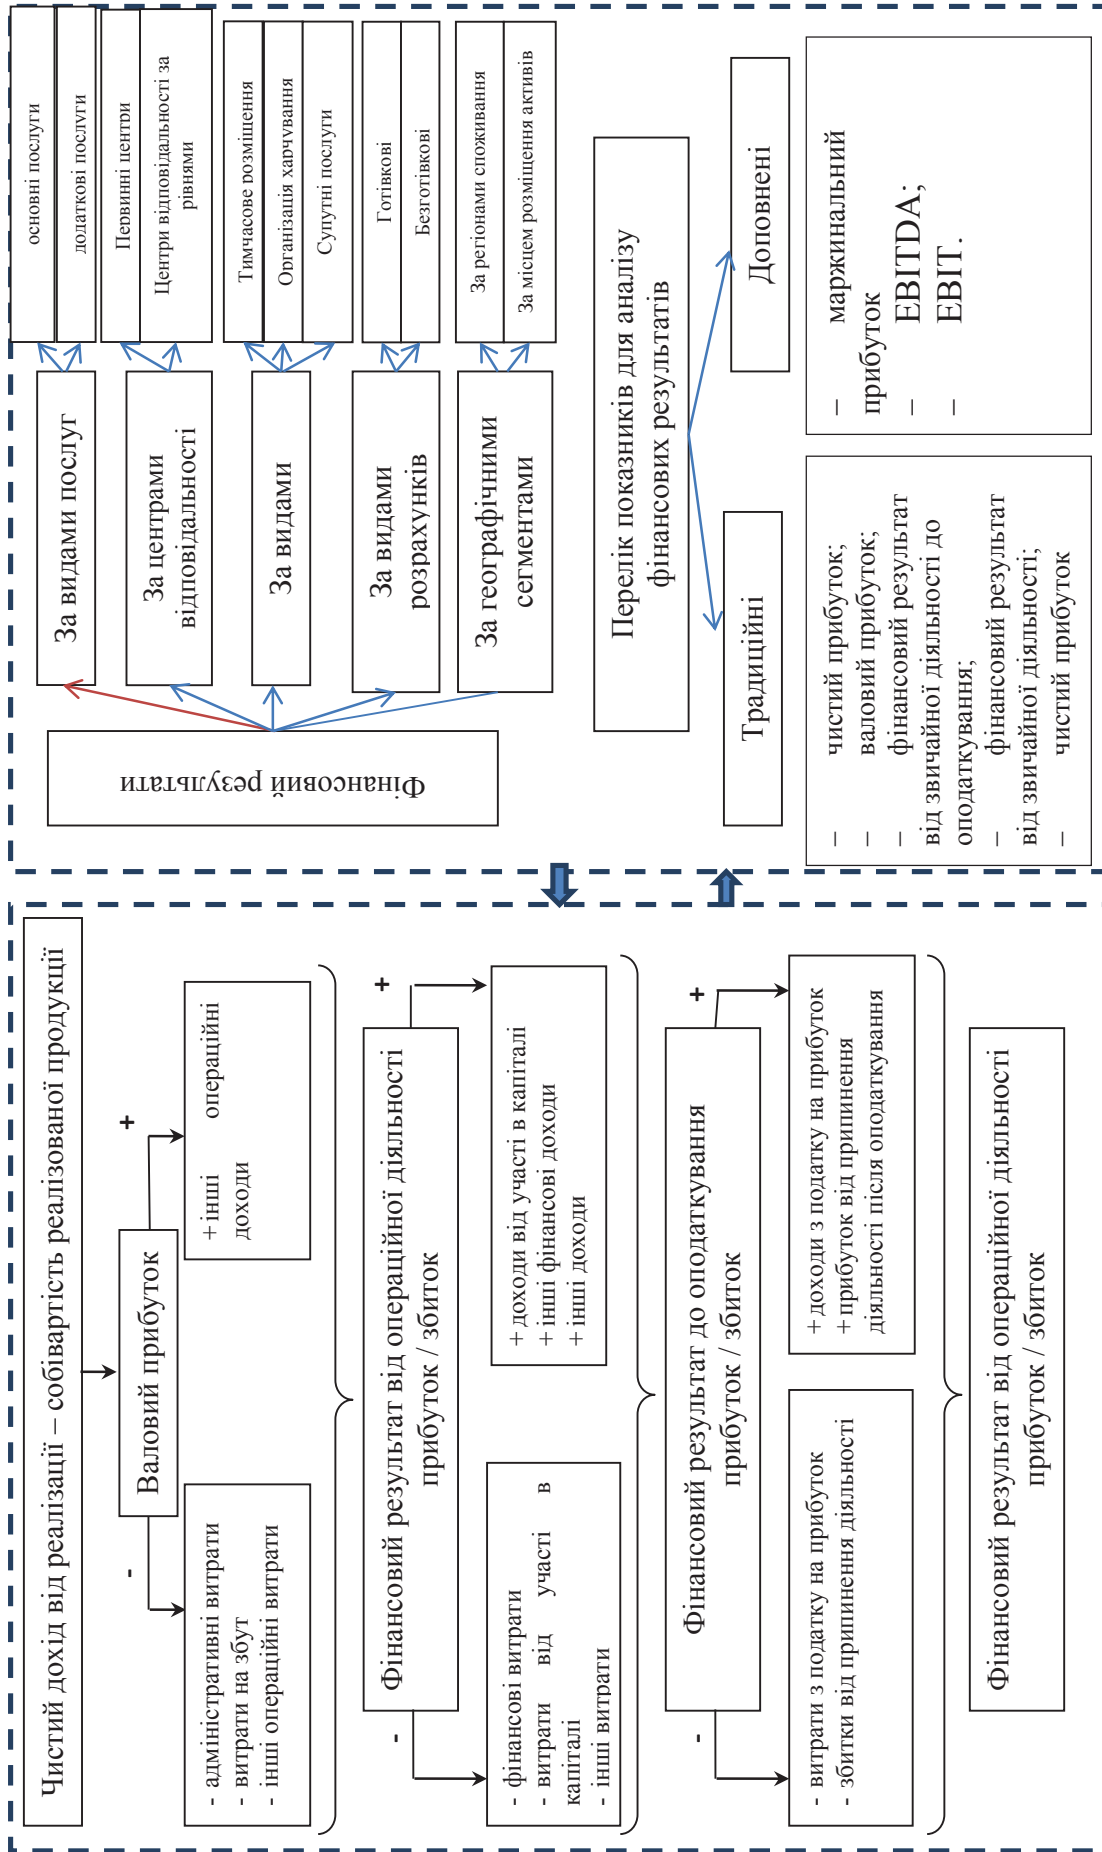 Чистий дохід від реалізації – собівартість реалізованої продукції
Валовий прибуток
-
+
- адміністративні витрати
- витрати на збут
- інші операційні витрати
+ інші операційні
доходи
Фінансовий результат від операційної діяльності
прибуток / збиток
-
+
- фінансові витрати
- витрати від участі в
капіталі
- інші витрати
+ доходи від участі в капіталі
+ інші фінансові доходи
+ інші доходи
Фінансовий результат до оподаткування
прибуток / збиток
-
+
- витрати з податку на прибуток
- збитки від припинення діяльності
+ доходи з податку на прибуток
+ прибуток від припинення
діяльності після оподаткування
Фінансовий результат від операційної діяльності
прибуток / збиток
Фінансовий результати
За видами послуг
основні послуги
додаткові послуги
За центрами
відповідальності
Первинні центри
Центри відповідальності за
рівнями
За видами
Тимчасове розміщення
Організація харчування
Супутні послуги
За видами
розрахунків
Готівкові
Безготівкові
За географічними
сегментами
За регіонами споживання
За місцем розміщення активів
Перелік показників для аналізу
фінансових результатів
Традиційні
Доповнені
– чистий прибуток;
– валовий прибуток;
– фінансовий результат
від звичайної діяльності до
оподаткування;
– фінансовий результат
від звичайної діяльності;
– чистий прибуток
– маржинальний
прибуток
– EBITDA;
– EBIT.